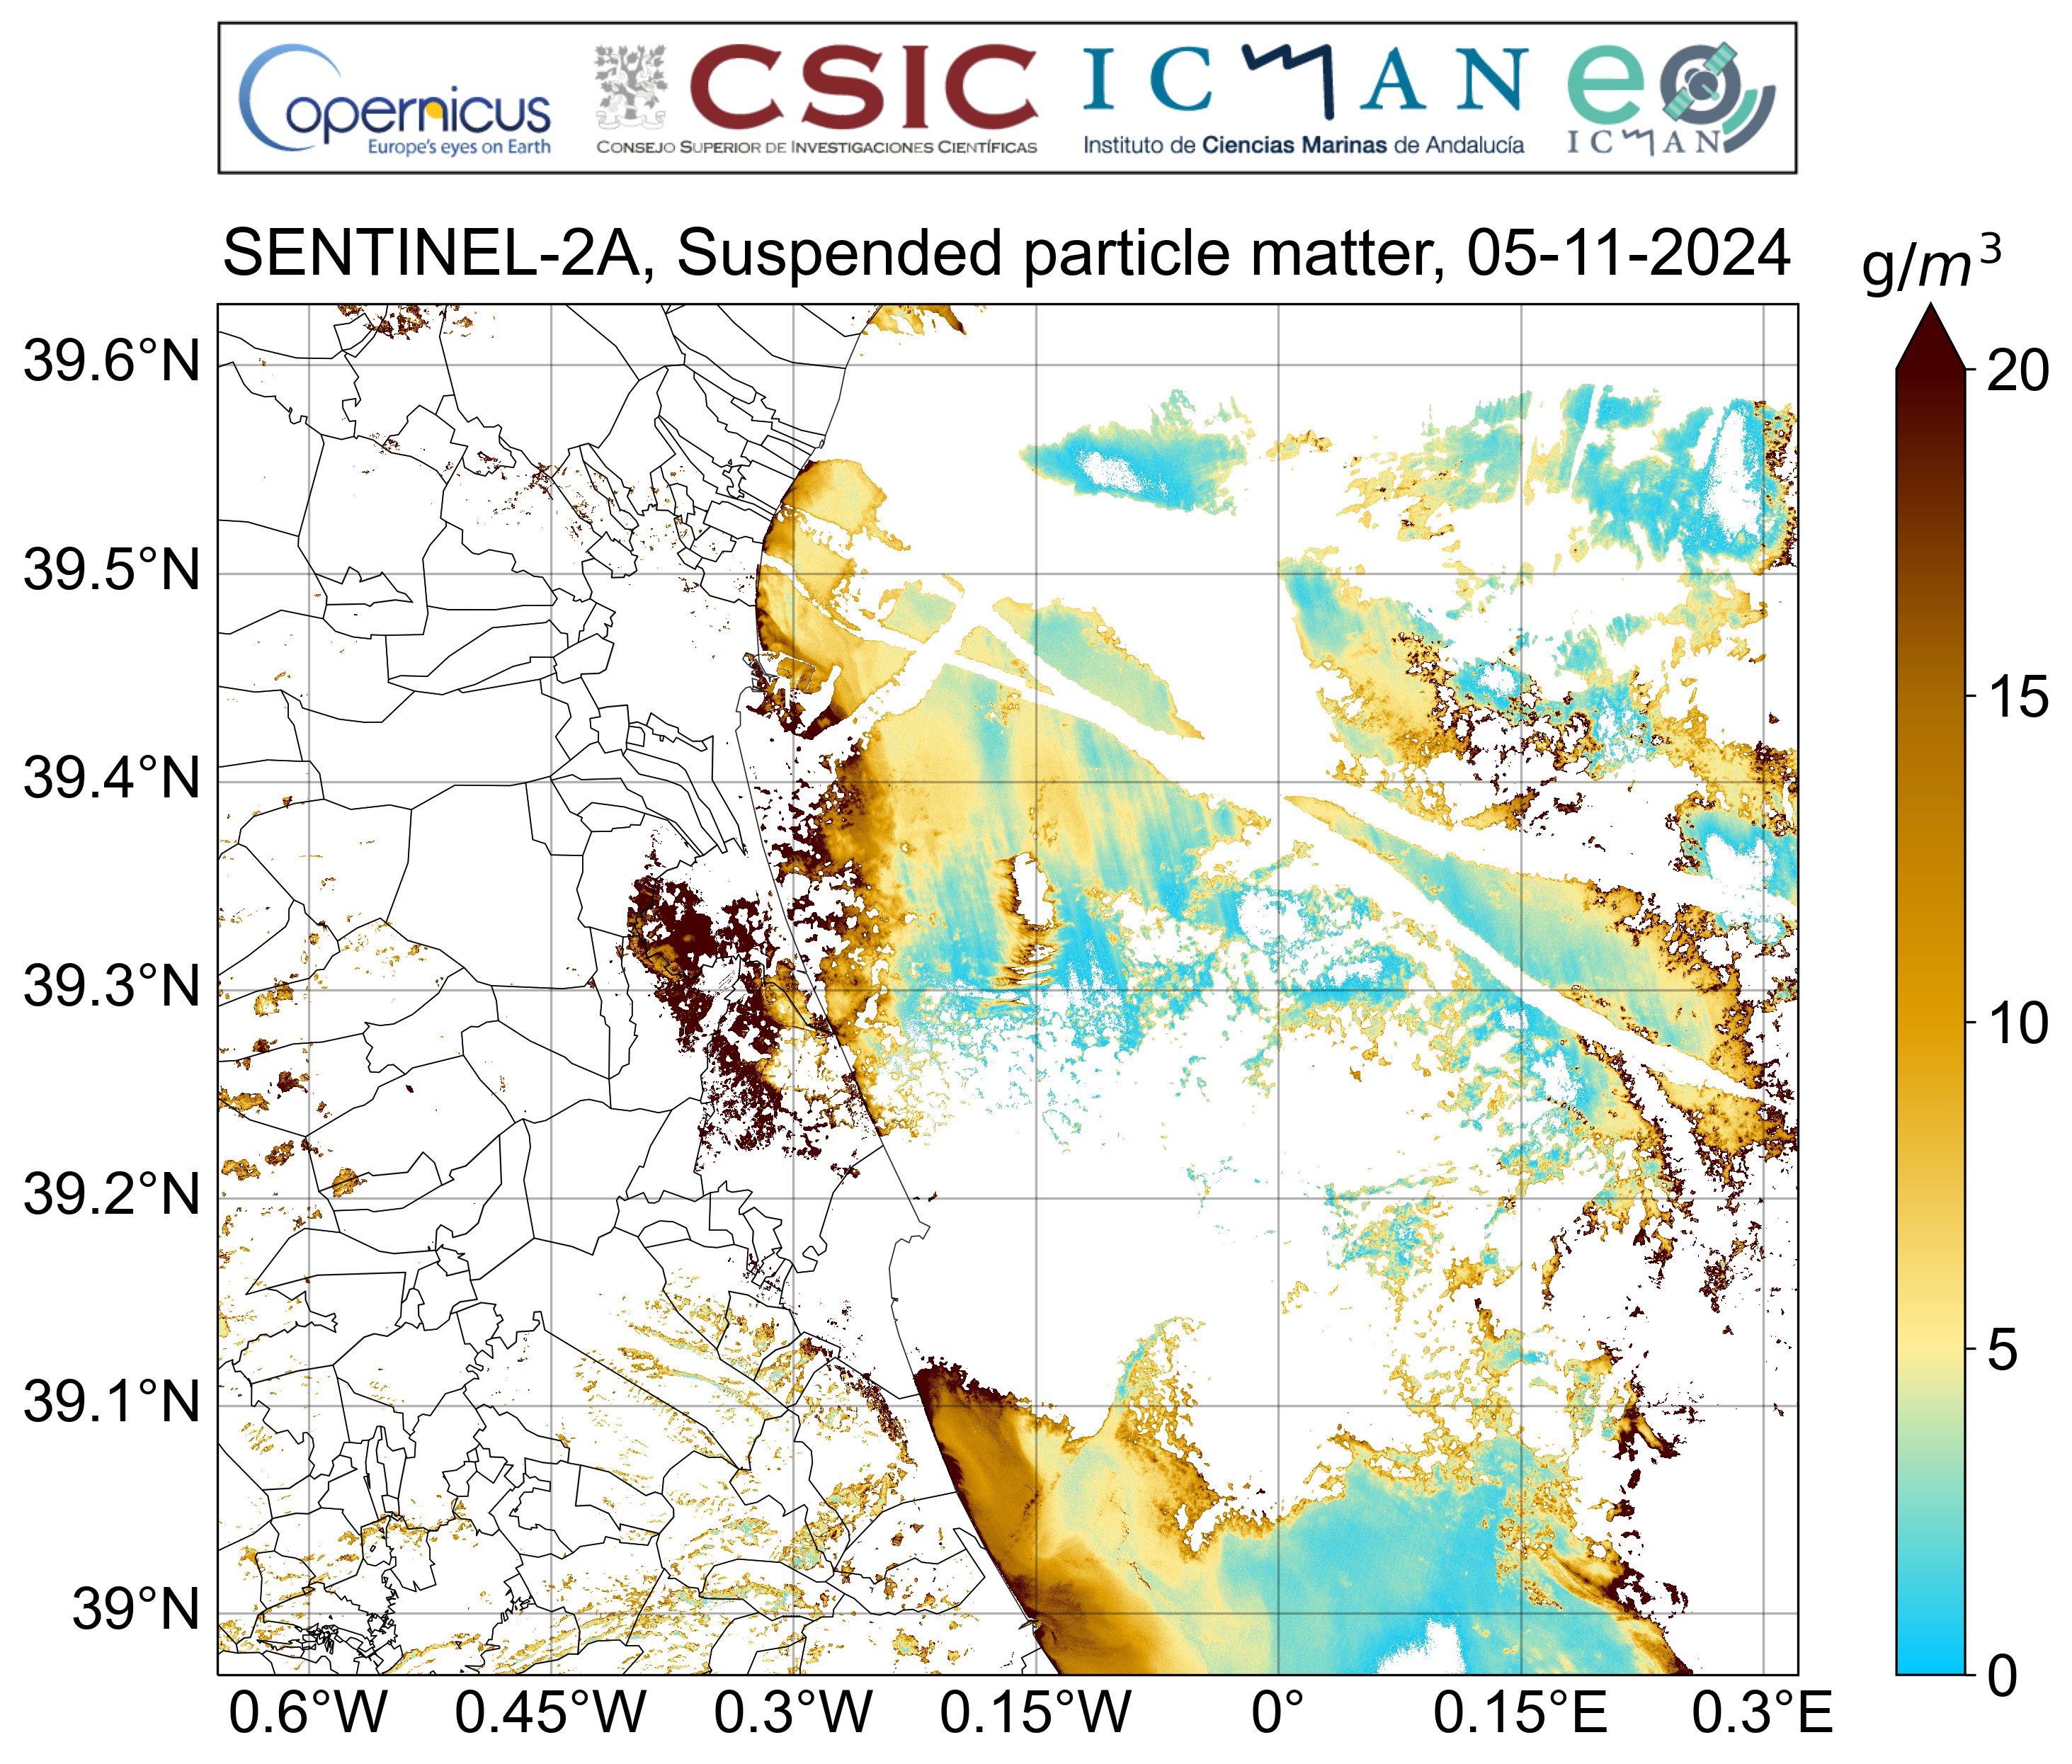 Copernicus
Europe's eyes on Earth
CSIC
CONSEJO SUPERIOR DE INVESTIGACIONES CIENTÍFICAS
ICMAN
Instituto de Ciencias Marinas de Andalucía
eo
ICMAN
SENTINEL-2A, Suspended particle matter, 05-11-2024
g/m³
39.6°N
39.5°N
39.4°N
39.3°N
39.2°N
39.1°N
39°N
0.6°W
0.45°W
0.3°W
0.15°W
0°
0.15°E
0.3°E
20
15
10
5
0